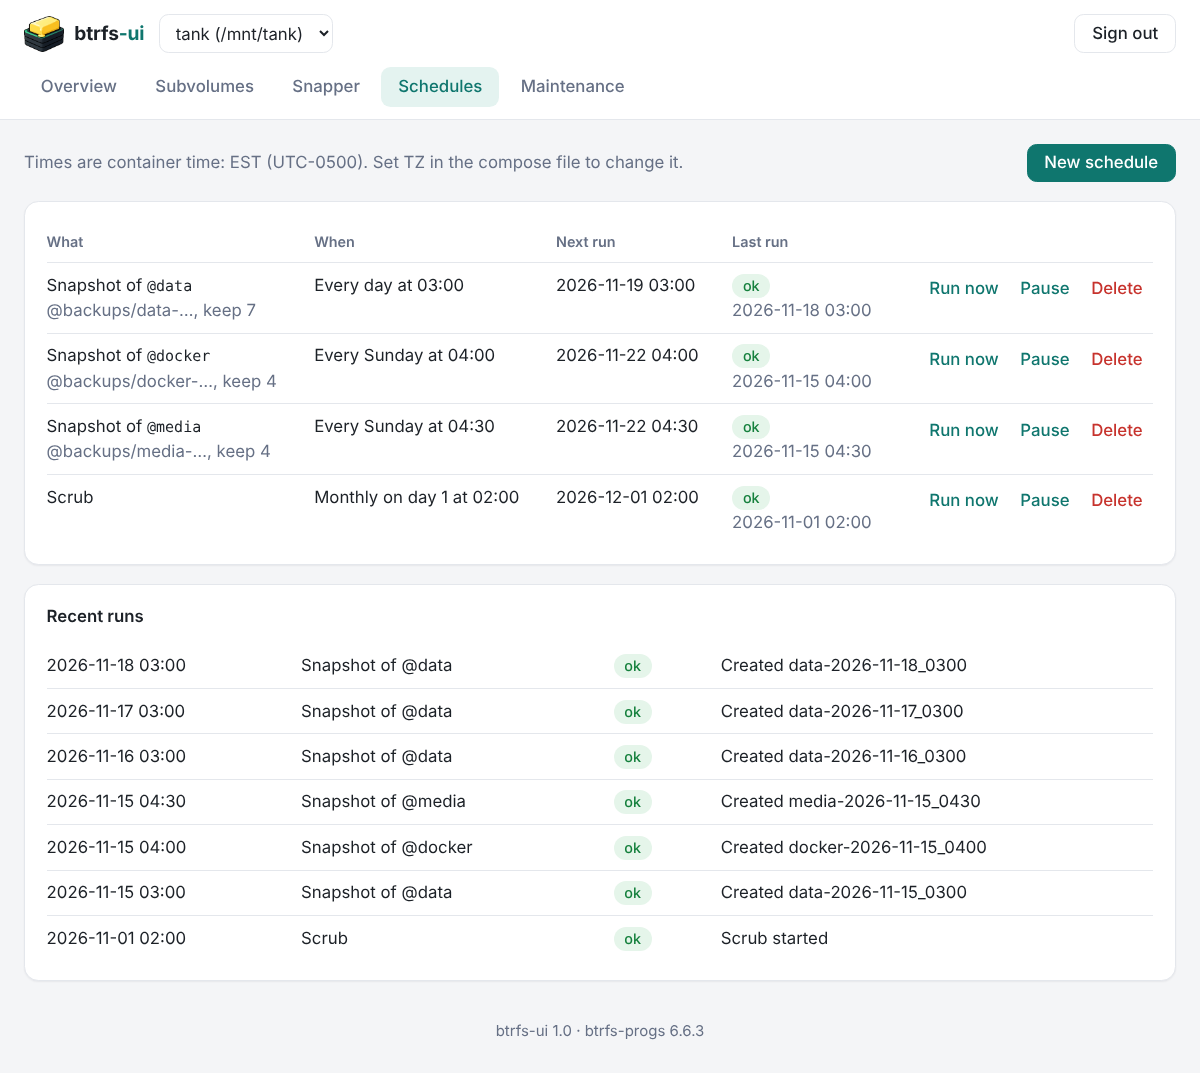 btrfs-ui
tank (/mnt/tank)
Sign out
Overview Subvolumes Snapper Schedules Maintenance
Times are container time: EST (UTC-0500). Set TZ in the compose file to change it.
New schedule
What When Next run Last run
Snapshot of @data Every day at 03:00 2026-11-19 03:00 ok Run now Pause Delete
@backups/data-..., keep 7 2026-11-18 03:00
Snapshot of @docker Every Sunday at 04:00 2026-11-22 04:00 ok Run now Pause Delete
@backups/docker-..., keep 4 2026-11-15 04:00
Snapshot of @media Every Sunday at 04:30 2026-11-22 04:30 ok Run now Pause Delete
@backups/media-..., keep 4 2026-11-15 04:30
Scrub Monthly on day 1 at 02:00 2026-12-01 02:00 ok Run now Pause Delete
2026-11-01 02:00
Recent runs
2026-11-18 03:00 Snapshot of @data ok Created data-2026-11-18_0300
2026-11-17 03:00 Snapshot of @data ok Created data-2026-11-17_0300
2026-11-16 03:00 Snapshot of @data ok Created data-2026-11-16_0300
2026-11-15 04:30 Snapshot of @media ok Created media-2026-11-15_0430
2026-11-15 04:00 Snapshot of @docker ok Created docker-2026-11-15_0400
2026-11-15 03:00 Snapshot of @data ok Created data-2026-11-15_0300
2026-11-01 02:00 Scrub ok Scrub started
btrfs-ui 1.0 · btrfs-progs 6.6.3